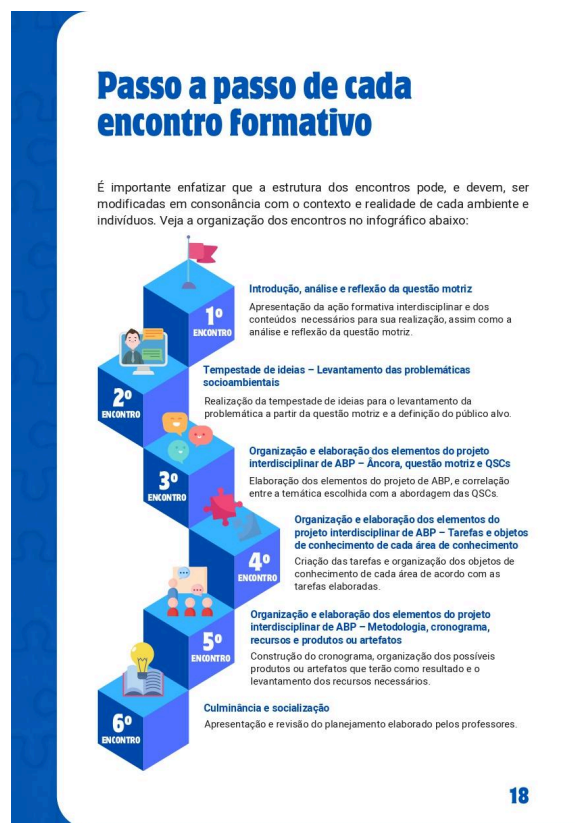 Passo a passo de cada
encontro formativo
É importante enfatizar que a estrutura dos encontros pode, e devem, ser
modificadas em consonância com o contexto e realidade de cada ambiente e
indivíduos. Veja a organização dos encontros no infográfico abaixo:
1º
ENCONTRO
Introdução, análise e reflexão da questão motriz
Apresentação da ação formativa interdisciplinar e dos
conteúdos necessários para sua realização, assim como a
análise e reflexão da questão motriz.
2º
ENCONTRO
Tempestade de ideias – Levantamento das problemáticas
socioambientais
Realização da tempestade de ideias para o levantamento da
problemática a partir da questão motriz e a definição do público alvo.
3º
ENCONTRO
Organização e elaboração dos elementos do projeto
interdisciplinar de ABP – Âncora, questão motriz e QSCs
Elaboração dos elementos do projeto de ABP, e correlação
entre a temática escolhida com a abordagem das QSCs.
4º
ENCONTRO
Organização e elaboração dos elementos do
projeto interdisciplinar de ABP – Tarefas e objetos
de conhecimento de cada área de conhecimento
Criação das tarefas e organização dos objetos de
conhecimento de cada área de acordo com as
tarefas elaboradas.
5º
ENCONTRO
Organização e elaboração dos elementos do projeto
interdisciplinar de ABP – Metodologia, cronograma,
recursos e produtos ou artefatos
Construção do cronograma, organização dos possíveis
produtos ou artefatos que terão como resultado e o
levantamento dos recursos necessários.
6º
ENCONTRO
Culminância e socialização
Apresentação e revisão do planejamento elaborado pelos professores.
18